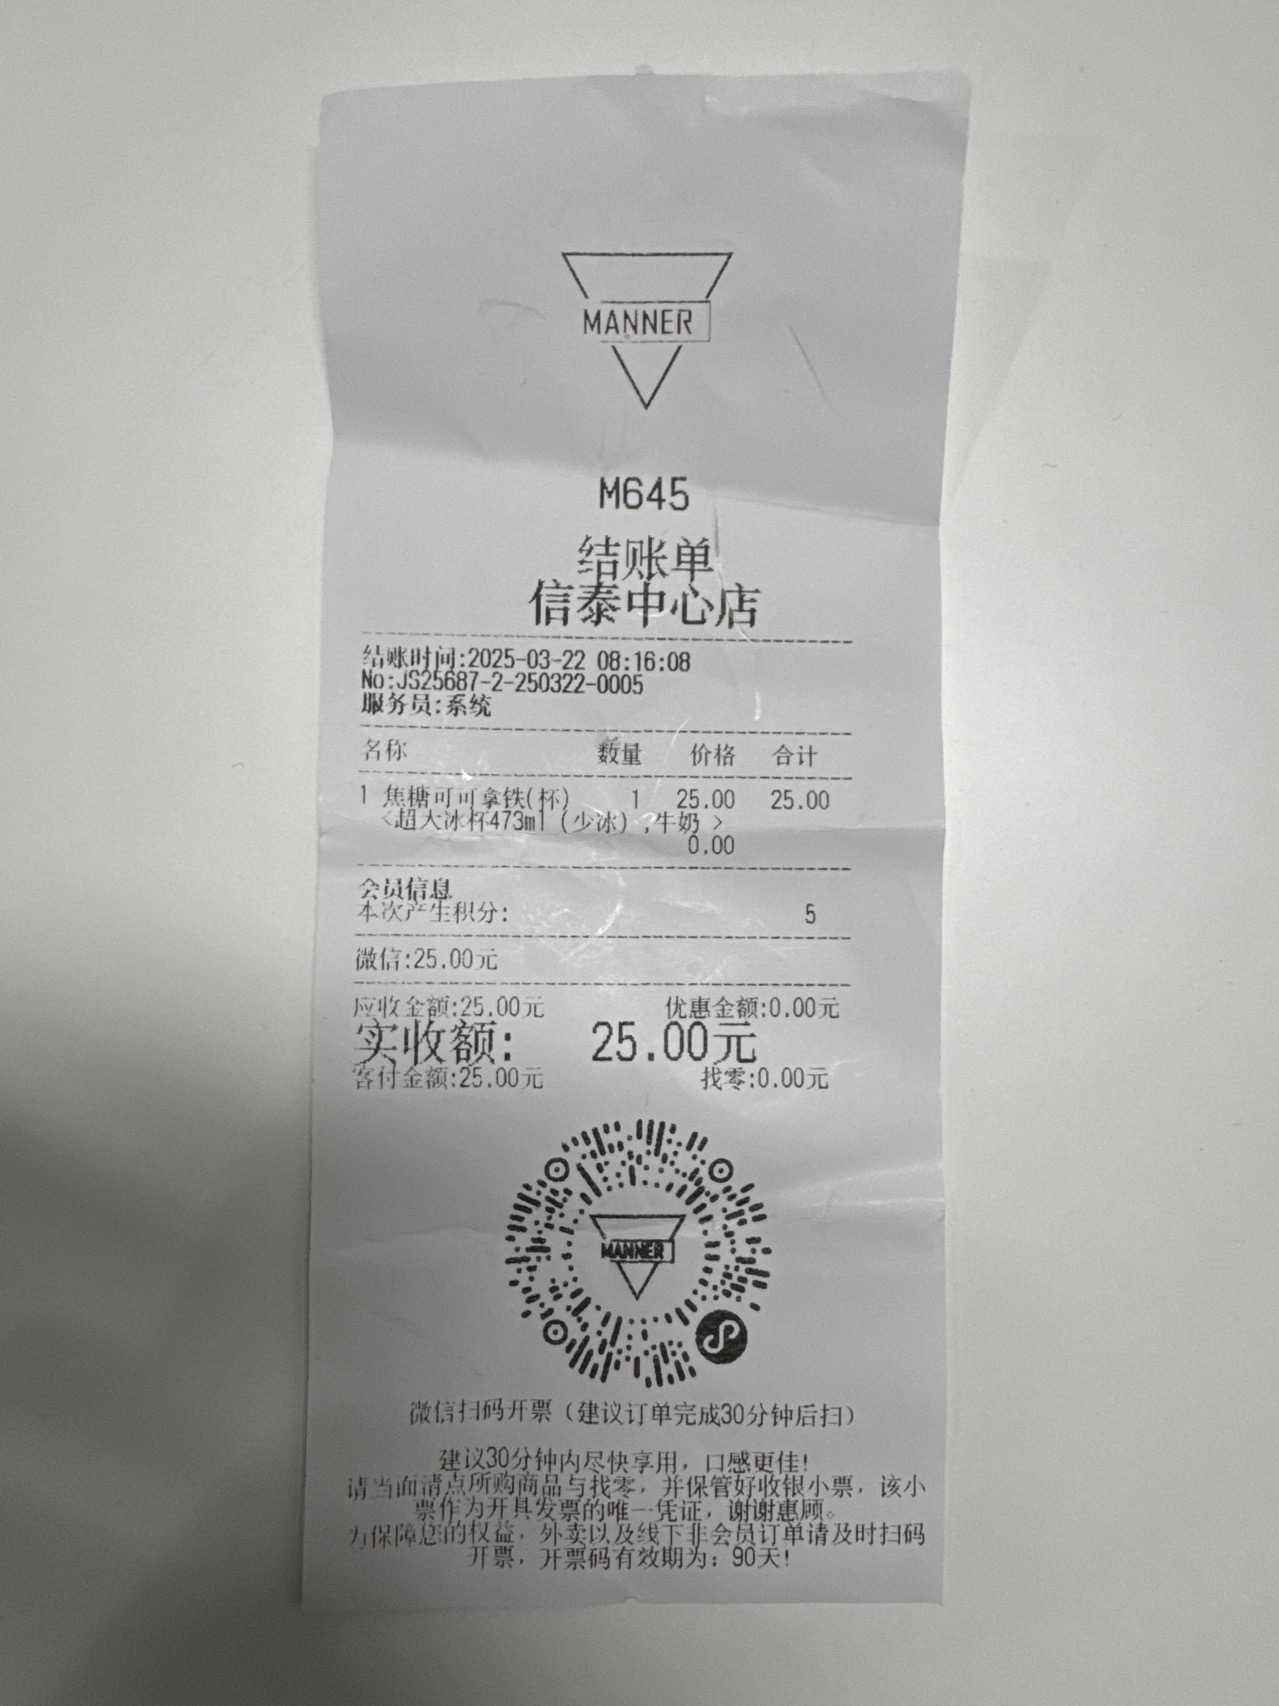 MANNER
M645
结账单
信泰中心店
结账时间:2025-03-22 08:16:08
No:JS25687-2-250322-0005
服务员:系统
名称 数量 价格 合计
1 焦糖可可拿铁(杯) 1 25.00 25.00
<超大冰杯473ml（少冰）,牛奶 >
0.00
会员信息
本次产生积分: 5
微信:25.00元
应收金额:25.00元 优惠金额:0.00元
实收额: 25.00元
客付金额:25.00元 找零:0.00元
MANNER
微信扫码开票（建议订单完成30分钟后扫）
建议30分钟内尽快享用，口感更佳!
请当面清点所购商品与找零，并保管好收银小票，该小
票作为开具发票的唯一凭证，谢谢惠顾。
为保障您的权益，外卖以及线下非会员订单请及时扫码
开票，开票码有效期为：90天!